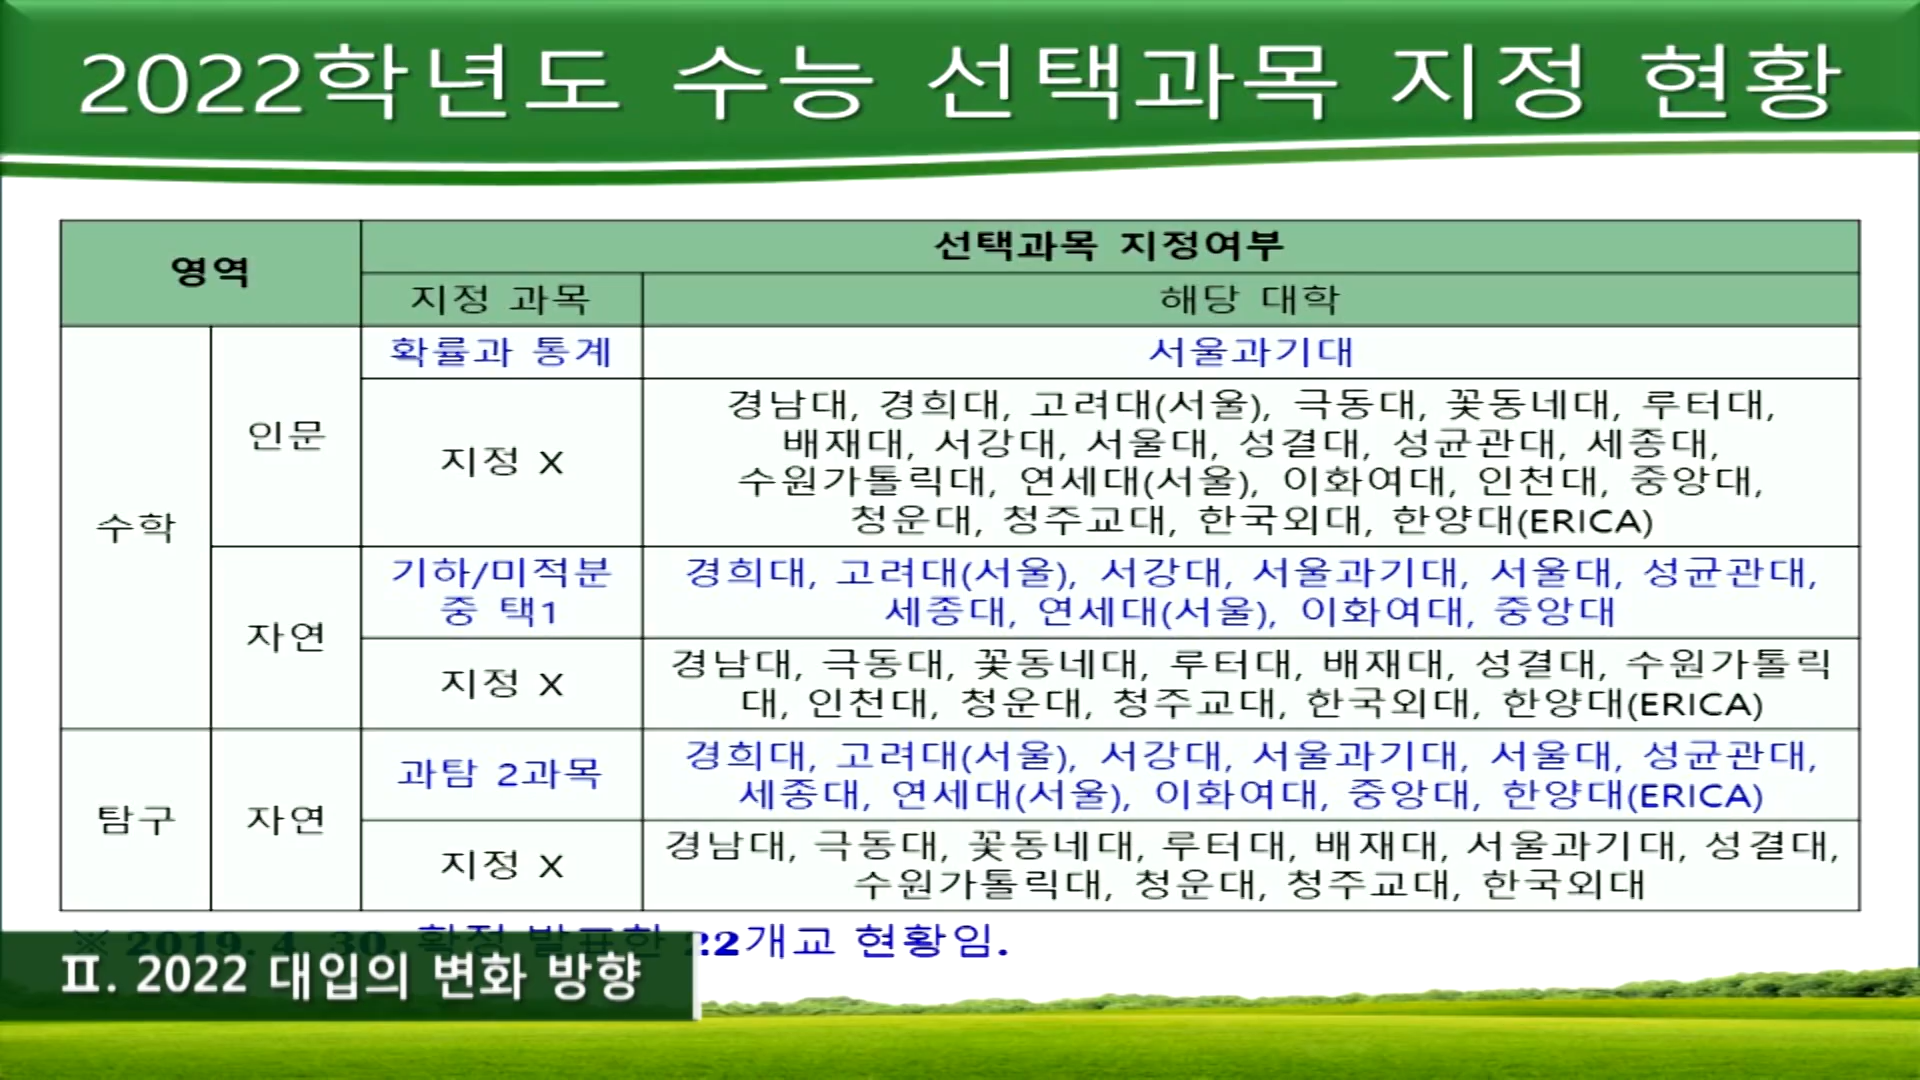 2022학년도 수능 선택과목 지정 현황
영역
선택과목 지정여부
지정 과목
해당 대학
수학
인문
확률과 통계
서울과기대
지정 X
경남대, 경희대, 고려대(서울), 극동대, 꽃동네대, 루터대,
배재대, 서강대, 서울대, 성결대, 성균관대, 세종대,
수원가톨릭대, 연세대(서울), 이화여대, 인천대, 중앙대,
청운대, 청주교대, 한국외대, 한양대(ERICA)
자연
기하/미적분
중 택1
경희대, 고려대(서울), 서강대, 서울과기대, 서울대, 성균관대,
세종대, 연세대(서울), 이화여대, 중앙대
지정 X
경남대, 극동대, 꽃동네대, 루터대, 배재대, 성결대, 수원가톨릭
대, 인천대, 청운대, 청주교대, 한국외대, 한양대(ERICA)
탐구
자연
과탐 2과목
경희대, 고려대(서울), 서강대, 서울과기대, 서울대, 성균관대,
세종대, 연세대(서울), 이화여대, 중앙대, 한양대(ERICA)
지정 X
경남대, 극동대, 꽃동네대, 루터대, 배재대, 서울과기대, 성결대,
수원가톨릭대, 청운대, 청주교대, 한국외대
※ 2019. 4. 30. 확정 발표한 22개교 현황임.
Ⅱ. 2022 대입의 변화 방향